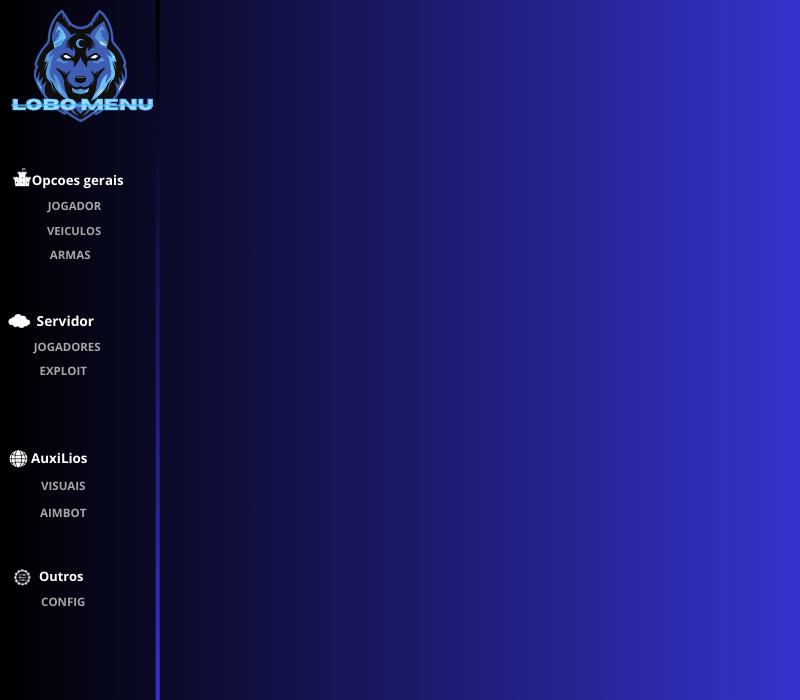 LOBO MENU
Opcoes gerais
JOGADOR
VEICULOS
ARMAS
Servidor
JOGADORES
EXPLOIT
AuxiLios
VISUAIS
AIMBOT
Outros
CONFIG